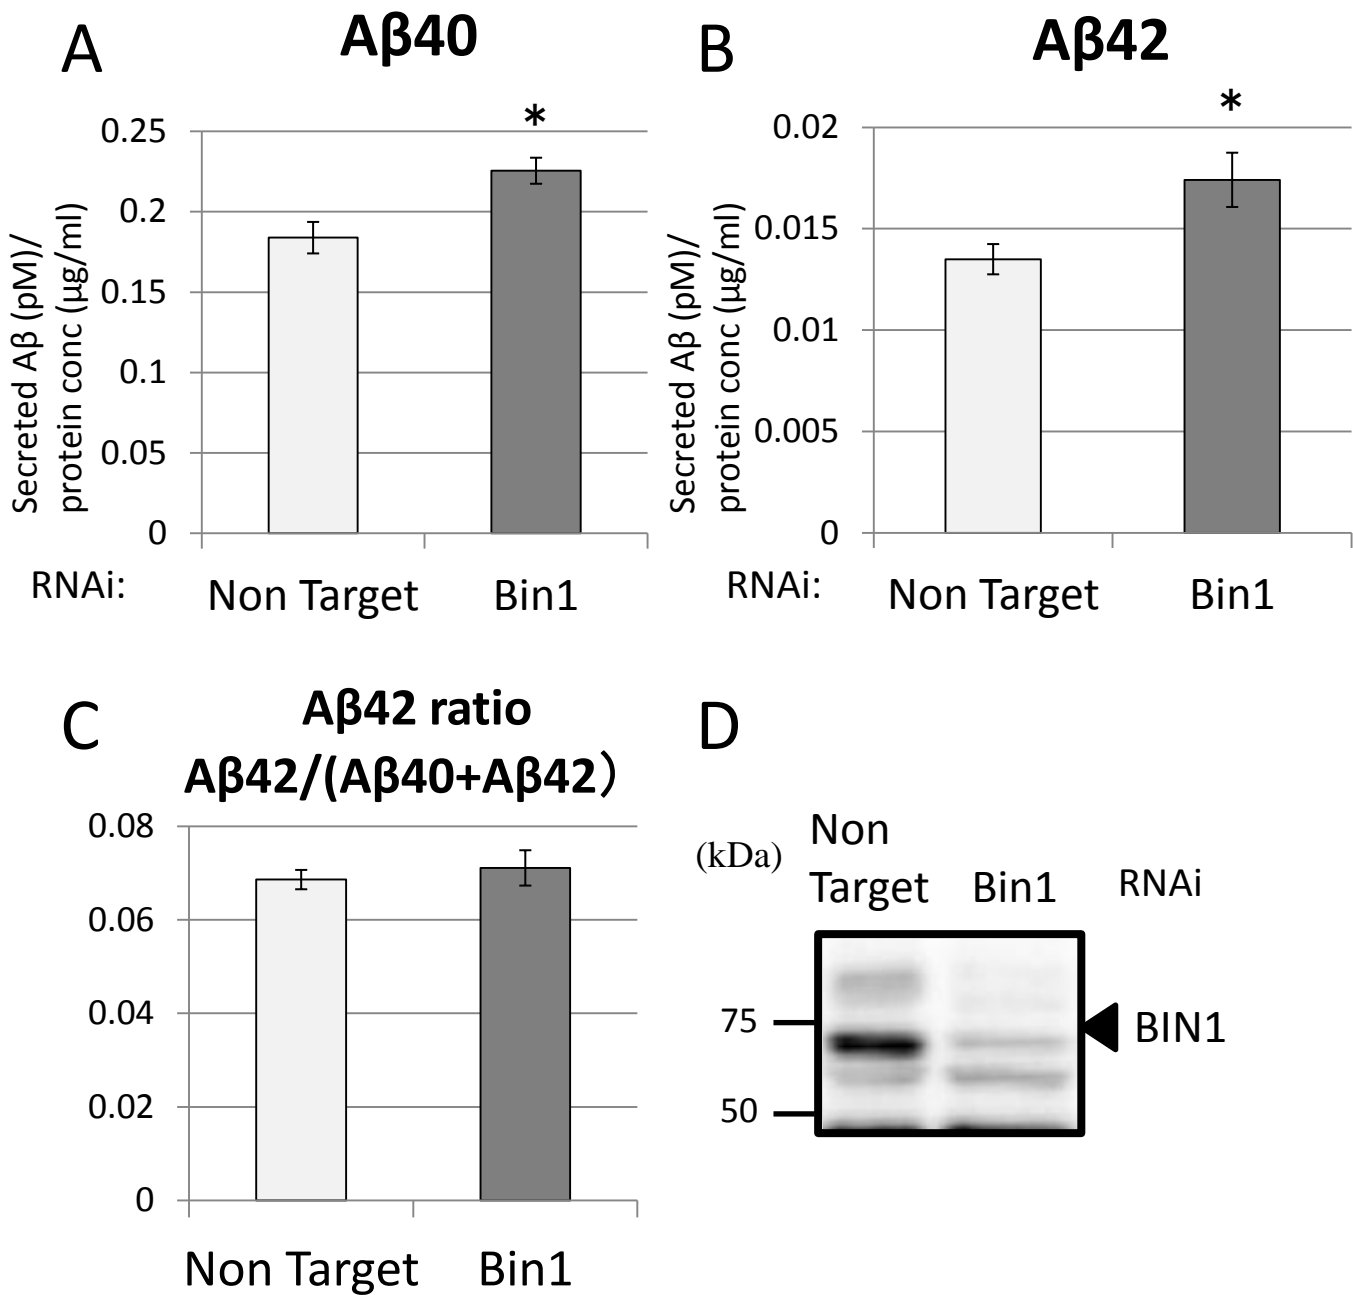 A
Aβ40
*
0.25
0.2
0.15
0.1
0.05
0
Secreted Aβ (pM)/
protein conc (μg/ml)
RNAi:
Non Target
Bin1
B
Aβ42
*
0.02
0.015
0.01
0.005
0
Secreted Aβ (pM)/
protein conc (μg/ml)
RNAi:
Non Target
Bin1
C
Aβ42 ratio
Aβ42/(Aβ40+Aβ42）
0.08
0.06
0.04
0.02
0
Non Target
Bin1
D
(kDa)
Non
Target
Bin1
RNAi
75
50
BIN1